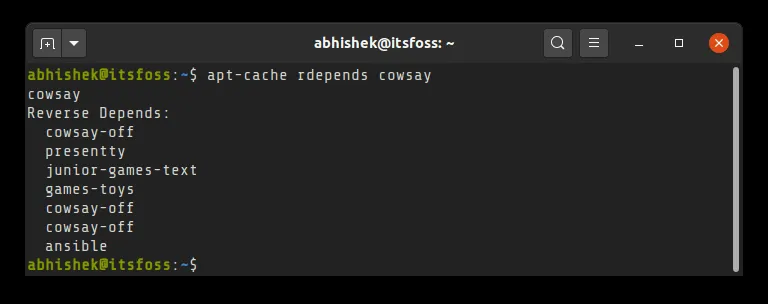 abhishek@itsfoss: ~
abhishek@itsfoss:~$ apt-cache rdepends cowsay
cowsay
Reverse Depends:
  cowsay-off
  presentty
  junior-games-text
  games-toys
  cowsay-off
  cowsay-off
  ansible
abhishek@itsfoss:~$